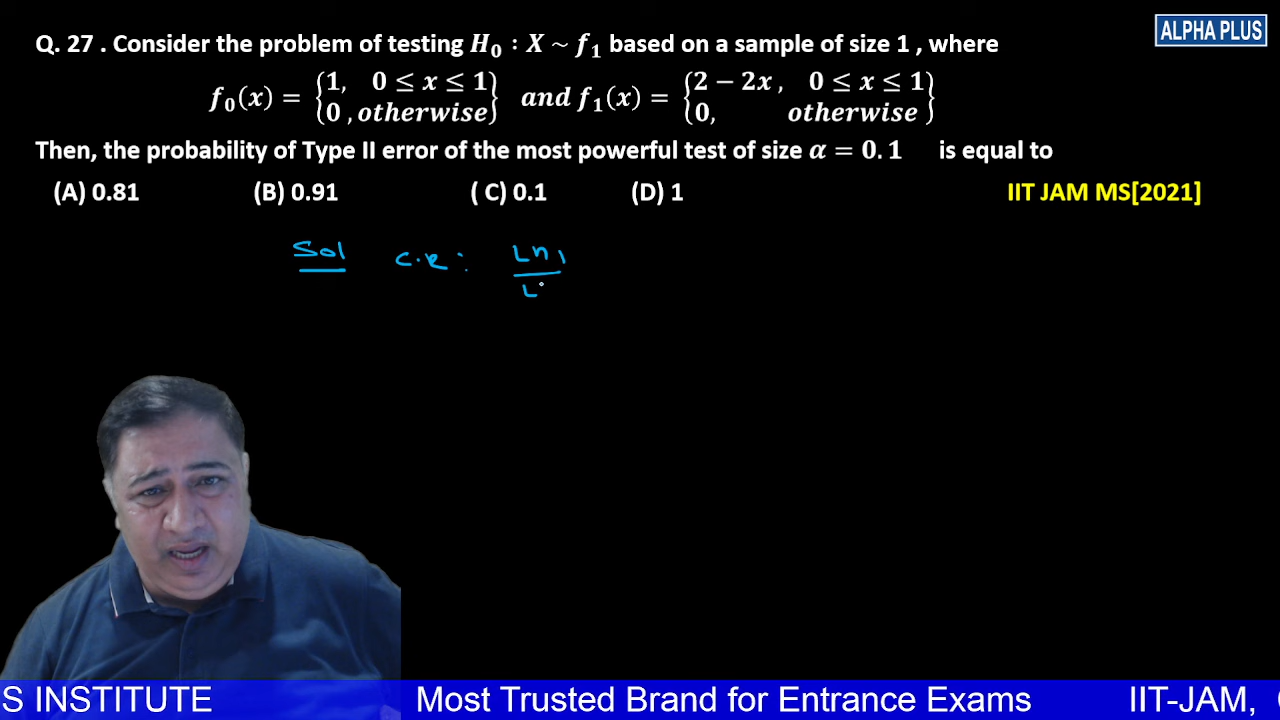 ALPHA PLUS
Q. 27 . Consider the problem of testing H₀ : X ~ f₁ based on a sample of size 1 , where
f₀(x) = {1, 0 ≤ x ≤ 1 0 , otherwise} and f₁(x) = {2 − 2x , 0 ≤ x ≤ 1 0, otherwise}
Then, the probability of Type II error of the most powerful test of size α = 0.1 is equal to
(A) 0.81 (B) 0.91 ( C) 0.1 (D) 1 IIT JAM MS[2021]
Sol C.R : Ln₁
L
S INSTITUTE Most Trusted Brand for Entrance Exams IIT-JAM,